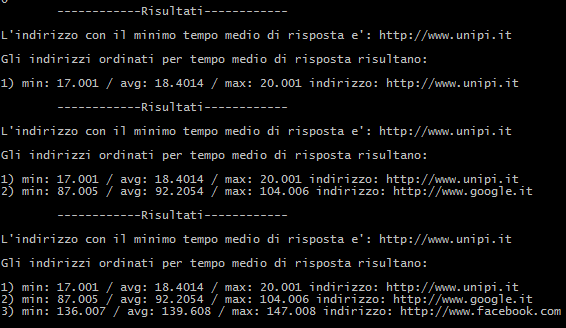 ------------Risultati------------
L'indirizzo con il minimo tempo medio di risposta e': http://www.unipi.it
Gli indirizzi ordinati per tempo medio di risposta risultano:
1) min: 17.001 / avg: 18.4014 / max: 20.001 indirizzo: http://www.unipi.it
------------Risultati------------
L'indirizzo con il minimo tempo medio di risposta e': http://www.unipi.it
Gli indirizzi ordinati per tempo medio di risposta risultano:
1) min: 17.001 / avg: 18.4014 / max: 20.001 indirizzo: http://www.unipi.it
2) min: 87.005 / avg: 92.2054 / max: 104.006 indirizzo: http://www.google.it
------------Risultati------------
L'indirizzo con il minimo tempo medio di risposta e': http://www.unipi.it
Gli indirizzi ordinati per tempo medio di risposta risultano:
1) min: 17.001 / avg: 18.4014 / max: 20.001 indirizzo: http://www.unipi.it
2) min: 87.005 / avg: 92.2054 / max: 104.006 indirizzo: http://www.google.it
3) min: 136.007 / avg: 139.608 / max: 147.008 indirizzo: http://www.facebook.com